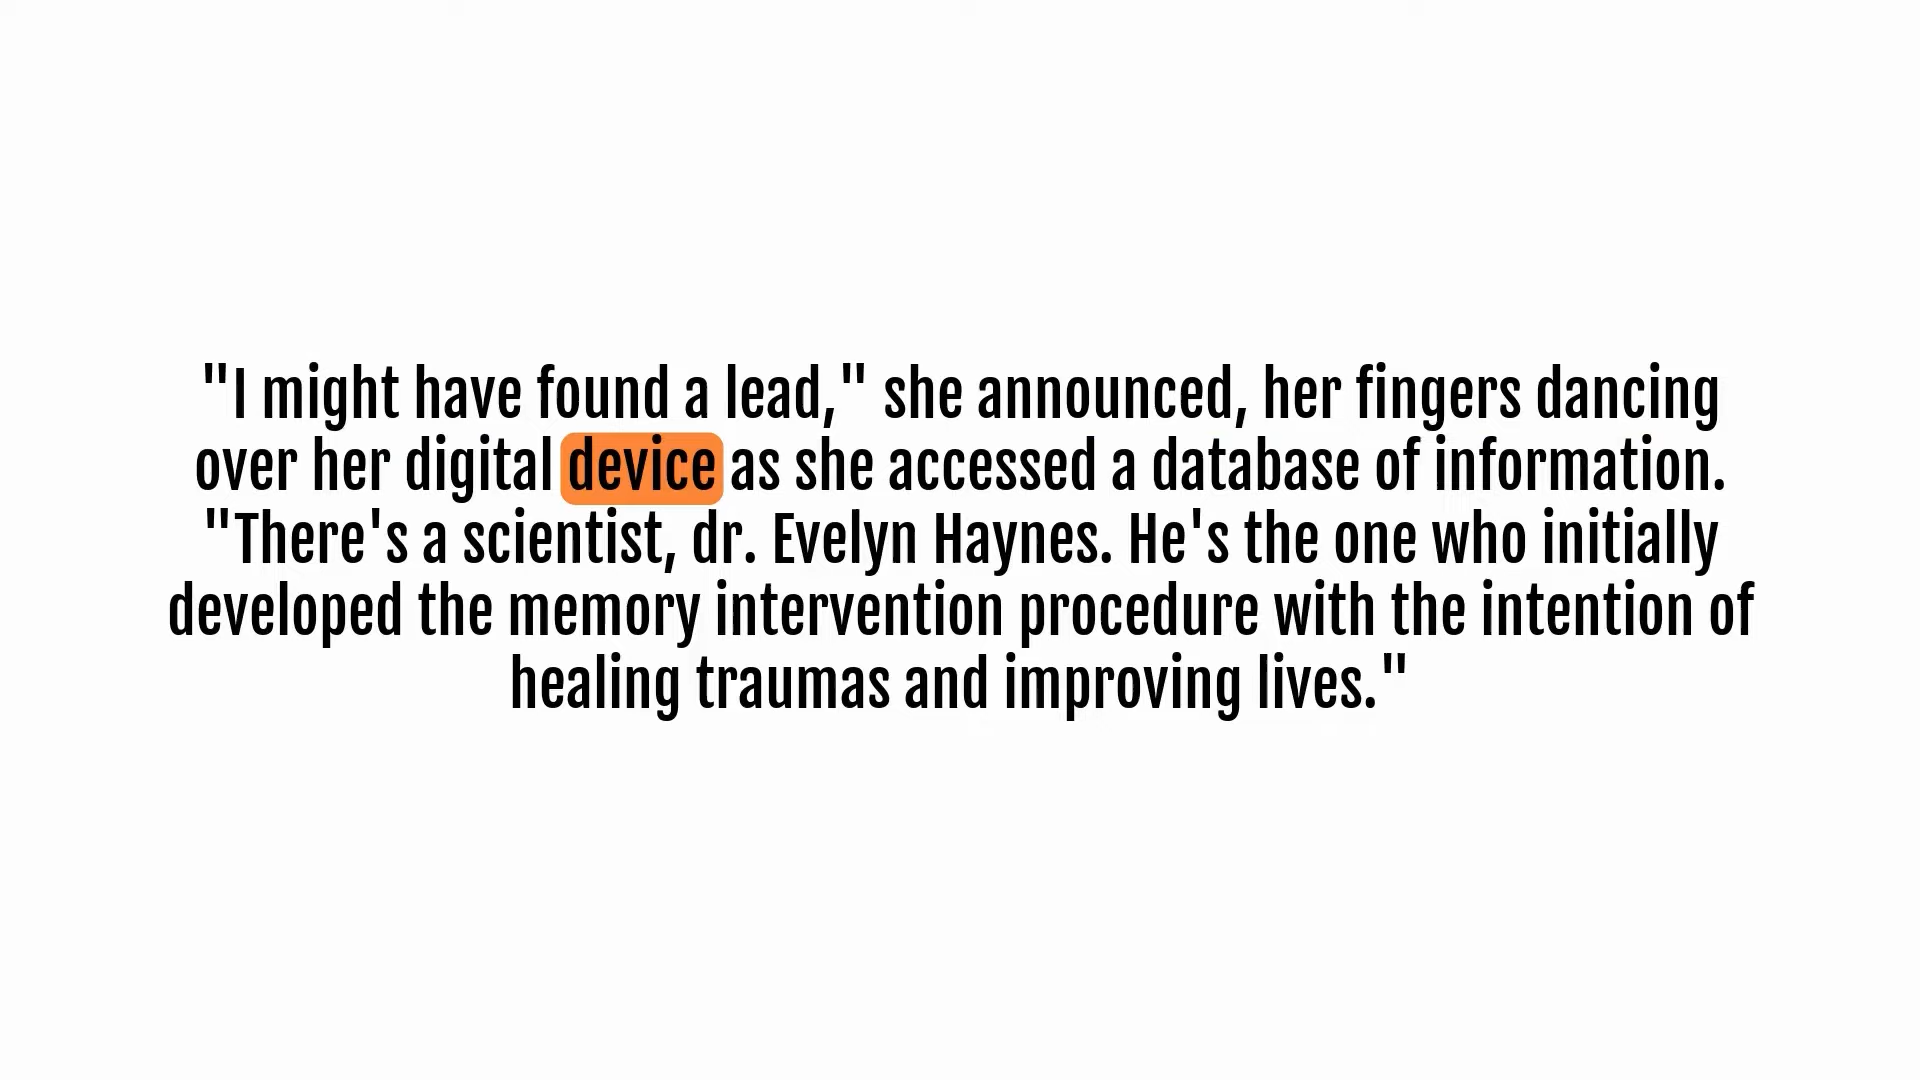 "I might have found a lead," she announced, her fingers dancing
over her digital device as she accessed a database of information.
"There's a scientist, dr. Evelyn Haynes. He's the one who initially
developed the memory intervention procedure with the intention of
healing traumas and improving lives."